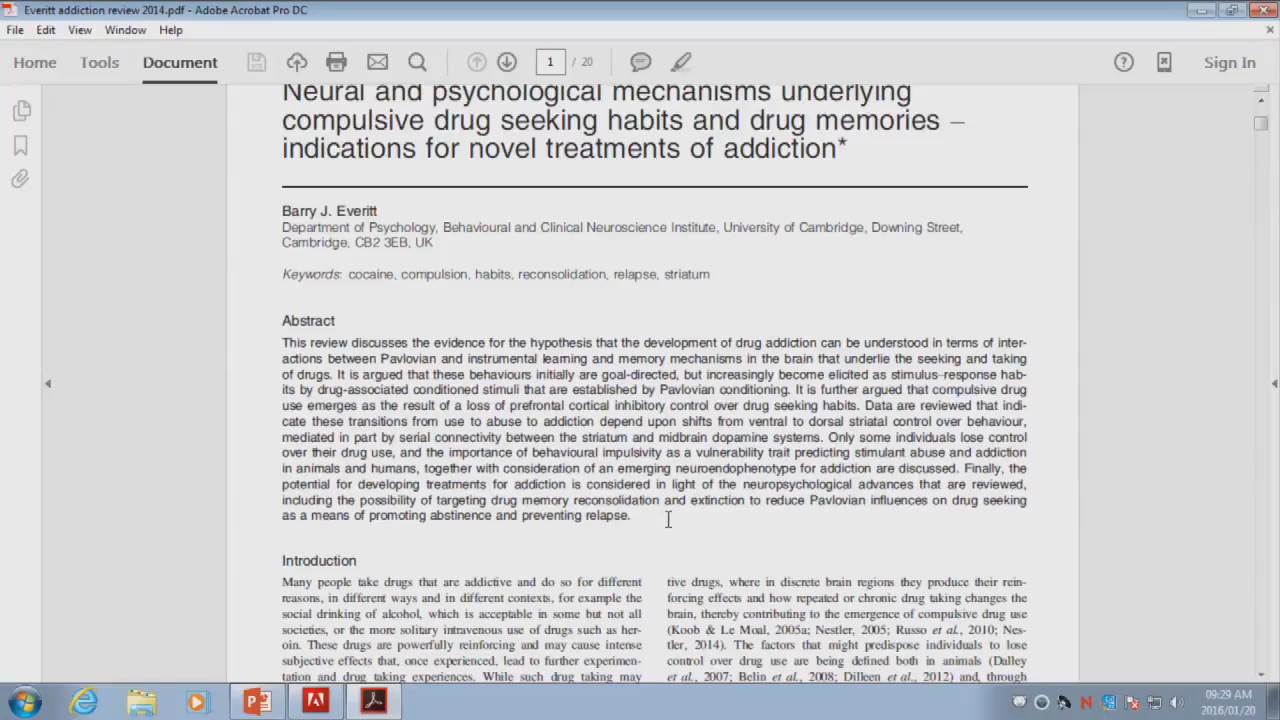 Everitt addiction review 2014.pdf - Adobe Acrobat Pro DC
File Edit View Window Help
Home Tools Document 1 / 20 Sign In
Neural and psychological mechanisms underlying
compulsive drug seeking habits and drug memories –
indications for novel treatments of addiction*
Barry J. Everitt
Department of Psychology, Behavioural and Clinical Neuroscience Institute, University of Cambridge, Downing Street,
Cambridge, CB2 3EB, UK
Keywords: cocaine, compulsion, habits, reconsolidation, relapse, striatum
Abstract
This review discusses the evidence for the hypothesis that the development of drug addiction can be understood in terms of inter-
actions between Pavlovian and instrumental learning and memory mechanisms in the brain that underlie the seeking and taking
of drugs. It is argued that these behaviours initially are goal-directed, but increasingly become elicited as stimulus–response hab-
its by drug-associated conditioned stimuli that are established by Pavlovian conditioning. It is further argued that compulsive drug
use emerges as the result of a loss of prefrontal cortical inhibitory control over drug seeking habits. Data are reviewed that indi-
cate these transitions from use to abuse to addiction depend upon shifts from ventral to dorsal striatal control over behaviour,
mediated in part by serial connectivity between the striatum and midbrain dopamine systems. Only some individuals lose control
over their drug use, and the importance of behavioural impulsivity as a vulnerability trait predicting stimulant abuse and addiction
in animals and humans, together with consideration of an emerging neuroendophenotype for addiction are discussed. Finally, the
potential for developing treatments for addiction is considered in light of the neuropsychological advances that are reviewed,
including the possibility of targeting drug memory reconsolidation and extinction to reduce Pavlovian influences on drug seeking
as a means of promoting abstinence and preventing relapse.
Introduction
Many people take drugs that are addictive and do so for different
reasons, in different ways and in different contexts, for example the
social drinking of alcohol, which is acceptable in some but not all
societies, or the more solitary intravenous use of drugs such as her-
oin. These drugs are powerfully reinforcing and may cause intense
subjective effects that, once experienced, lead to further experimen-
tation and drug taking experiences. While such drug taking may
tive drugs, where in discrete brain regions they produce their rein-
forcing effects and how repeated or chronic drug taking changes the
brain, thereby contributing to the emergence of compulsive drug use
(Koob & Le Moal, 2005a; Nestler, 2005; Russo et al., 2010; Nes-
tler, 2014). The factors that might predispose individuals to lose
control over drug use are being defined both in animals (Dalley
et al., 2007; Belin et al., 2008; Dilleen et al., 2012) and, through
09:29 AM
2016/01/20